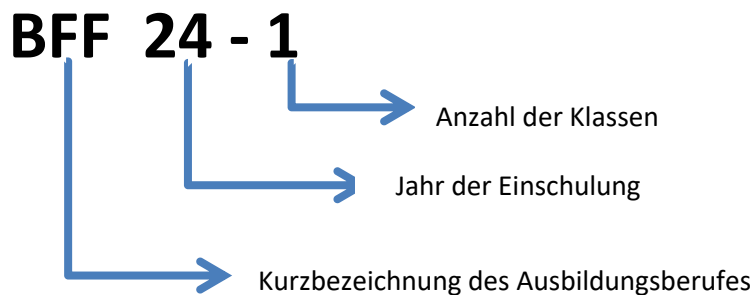 BFF 24 - 1
Anzahl der Klassen
Jahr der Einschulung
Kurzbezeichnung des Ausbildungsberufes